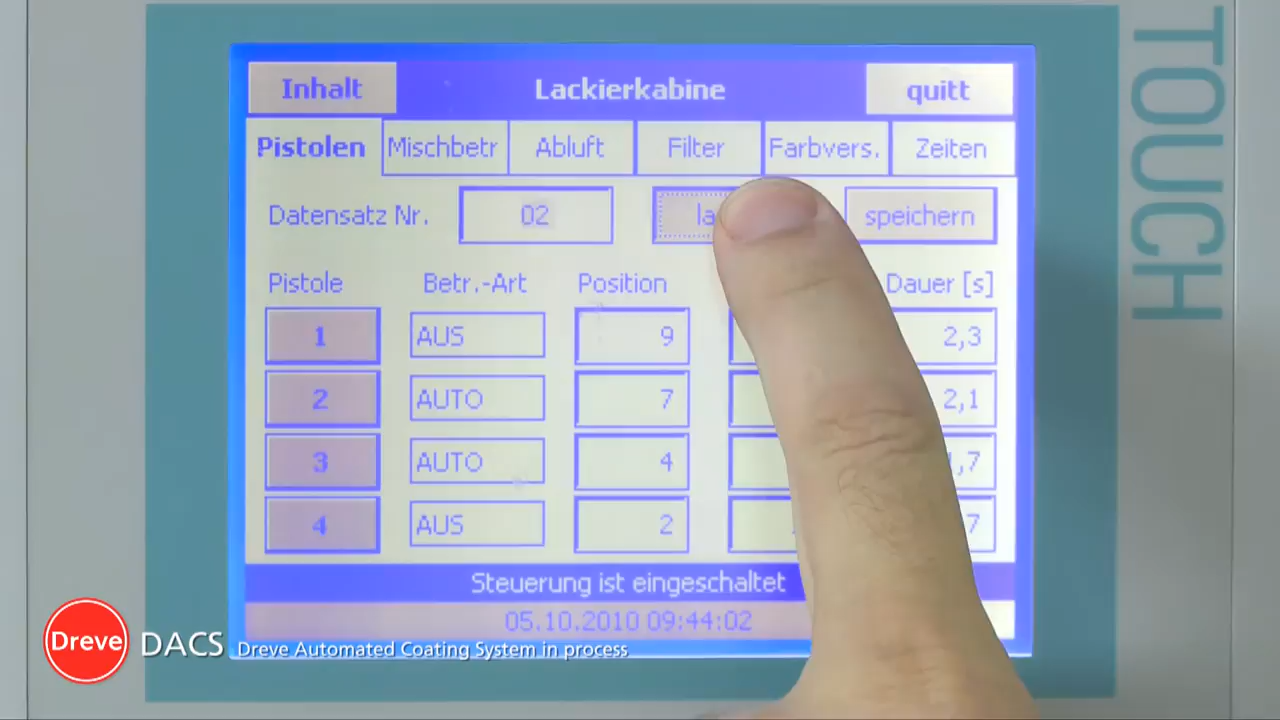 Inhalt Lackierkabine quitt
Pistolen Mischbetr Abluft Filter Farbvers. Zeiten
Datensatz Nr. 02 speichern
Pistole Betr.-Art Position Dauer [s]
1 AUS 9 2,3
2 AUTO 7 2,1
3 AUTO 4 ,7
4 AUS 2 7
Steuerung ist eingeschaltet
05.10.2010 09:44:02
TOUCH
Dreve DACS Dreve Automated Coating System in process